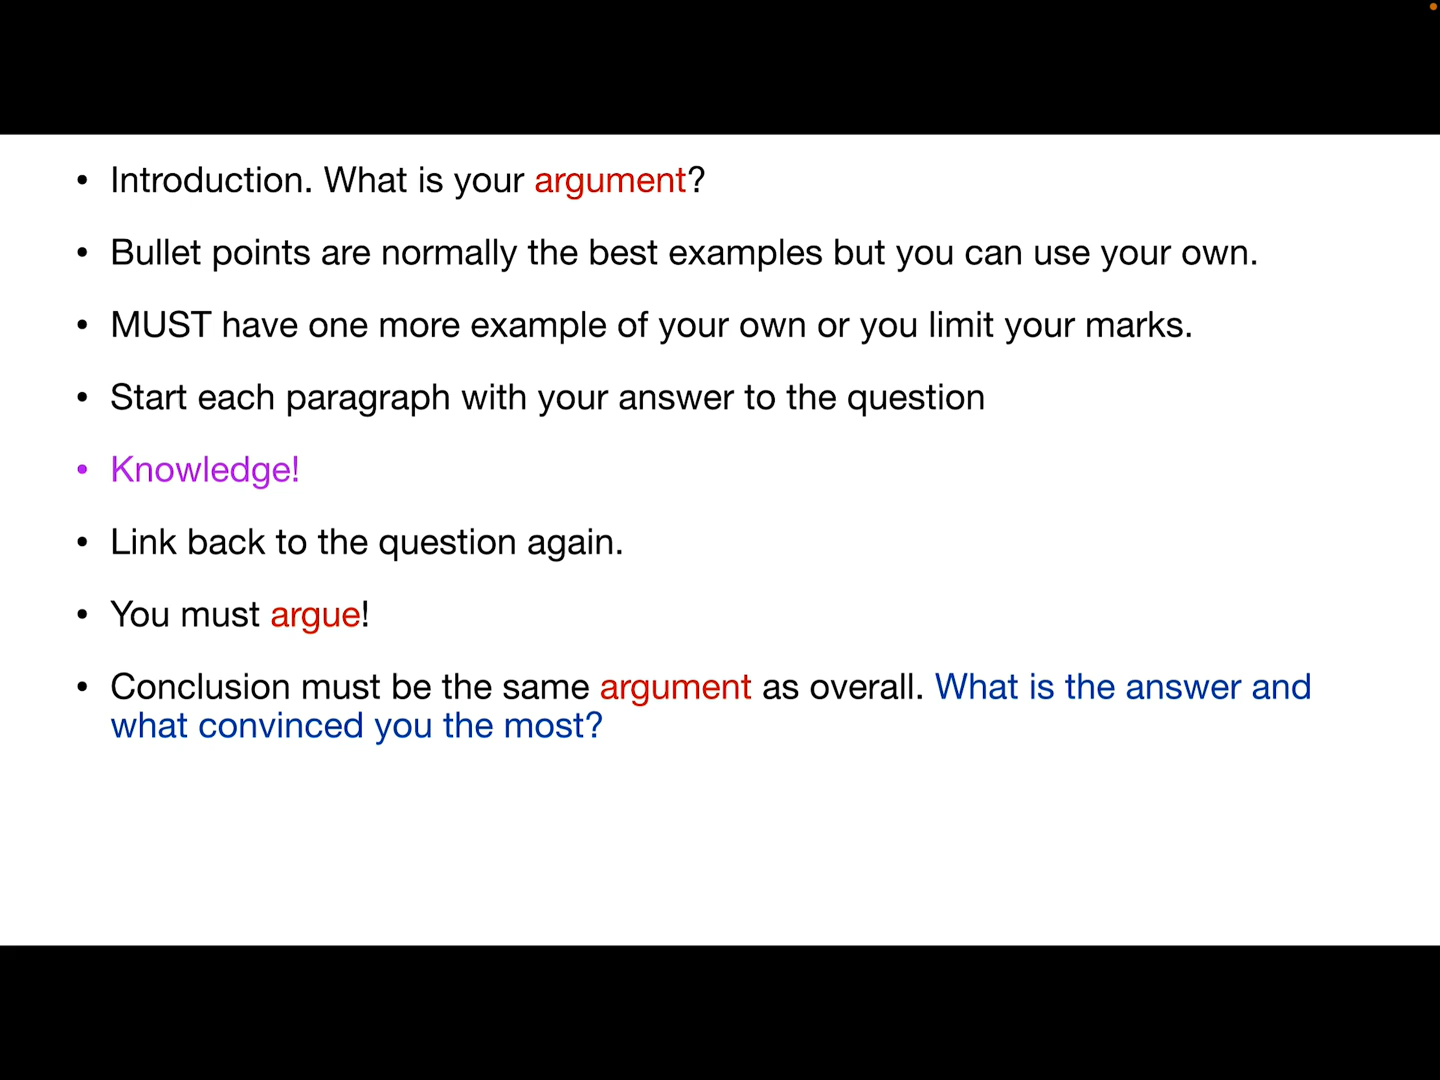 • Introduction. What is your argument?
• Bullet points are normally the best examples but you can use your own.
• MUST have one more example of your own or you limit your marks.
• Start each paragraph with your answer to the question
• Knowledge!
• Link back to the question again.
• You must argue!
• Conclusion must be the same argument as overall. What is the answer and
what convinced you the most?